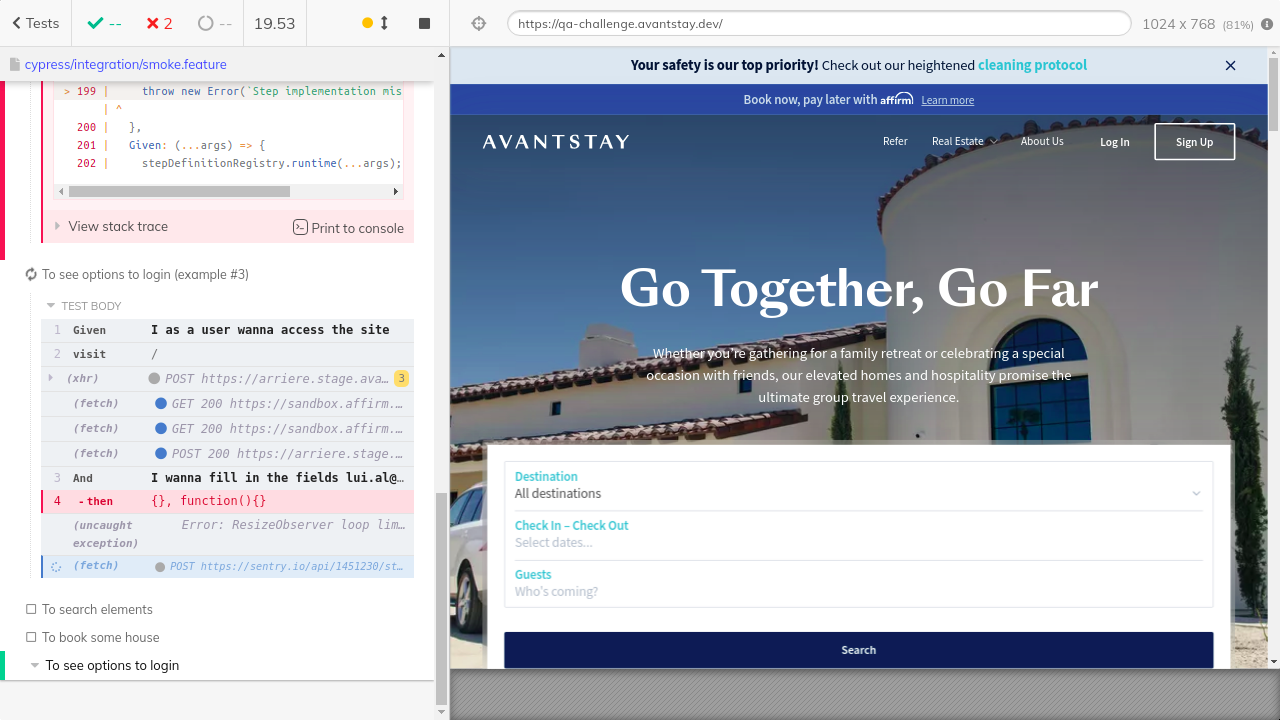 Tests
--
2
--
19.53
https://qa-challenge.avantstay.dev/
1024 x 768 (81%)
cypress/integration/smoke.feature
> 199 | throw new Error(`Step implementation mis
| ^
200 | },
201 | Given: (...args) => {
202 | stepDefinitionRegistry.runtime(...args);
View stack trace
Print to console
To see options to login (example #3)
TEST BODY
1 Given I as a user wanna access the site
2 visit /
(xhr) POST https://arriere.stage.ava… 3
(fetch) GET 200 https://sandbox.affirm.…
(fetch) GET 200 https://sandbox.affirm.…
(fetch) POST 200 https://arriere.stage.…
3 And I wanna fill in the fields lui.al@…
4 -then {}, function(){}
(uncaught exception) Error: ResizeObserver loop lim…
(fetch) POST https://sentry.io/api/1451230/st…
To search elements
To book some house
To see options to login
Your safety is our top priority! Check out our heightened cleaning protocol
Book now, pay later with affirm Learn more
AVANTSTAY
Refer
Real Estate
About Us
Log In
Sign Up
Go Together, Go Far
Whether you're gathering for a family retreat or celebrating a special
occasion with friends, our elevated homes and hospitality promise the
ultimate group travel experience.
Destination
All destinations
Check In – Check Out
Select dates...
Guests
Who's coming?
Search